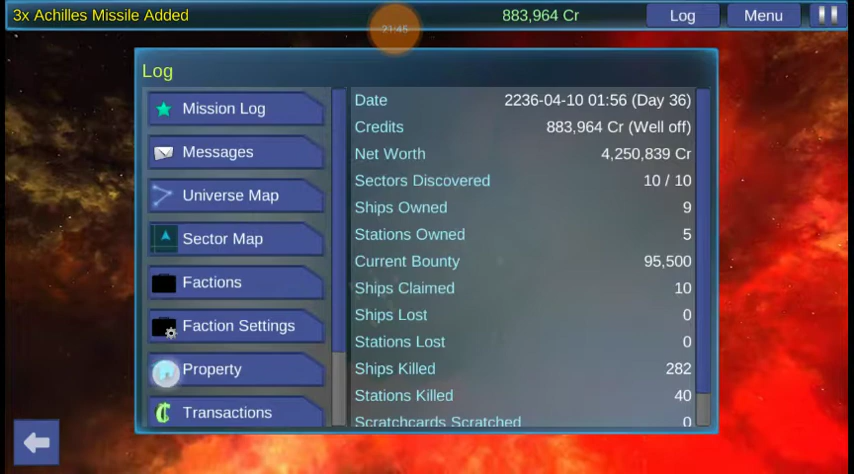 3x Achilles Missile Added
883,964 Cr
Log
Menu
21:45
Log
Mission Log
Messages
Universe Map
Sector Map
Factions
Faction Settings
Property
Transactions
Date 2236-04-10 01:56 (Day 36)
Credits 883,964 Cr (Well off)
Net Worth 4,250,839 Cr
Sectors Discovered 10 / 10
Ships Owned 9
Stations Owned 5
Current Bounty 95,500
Ships Claimed 10
Ships Lost 0
Stations Lost 0
Ships Killed 282
Stations Killed 40
Scratchcards Scratched 0